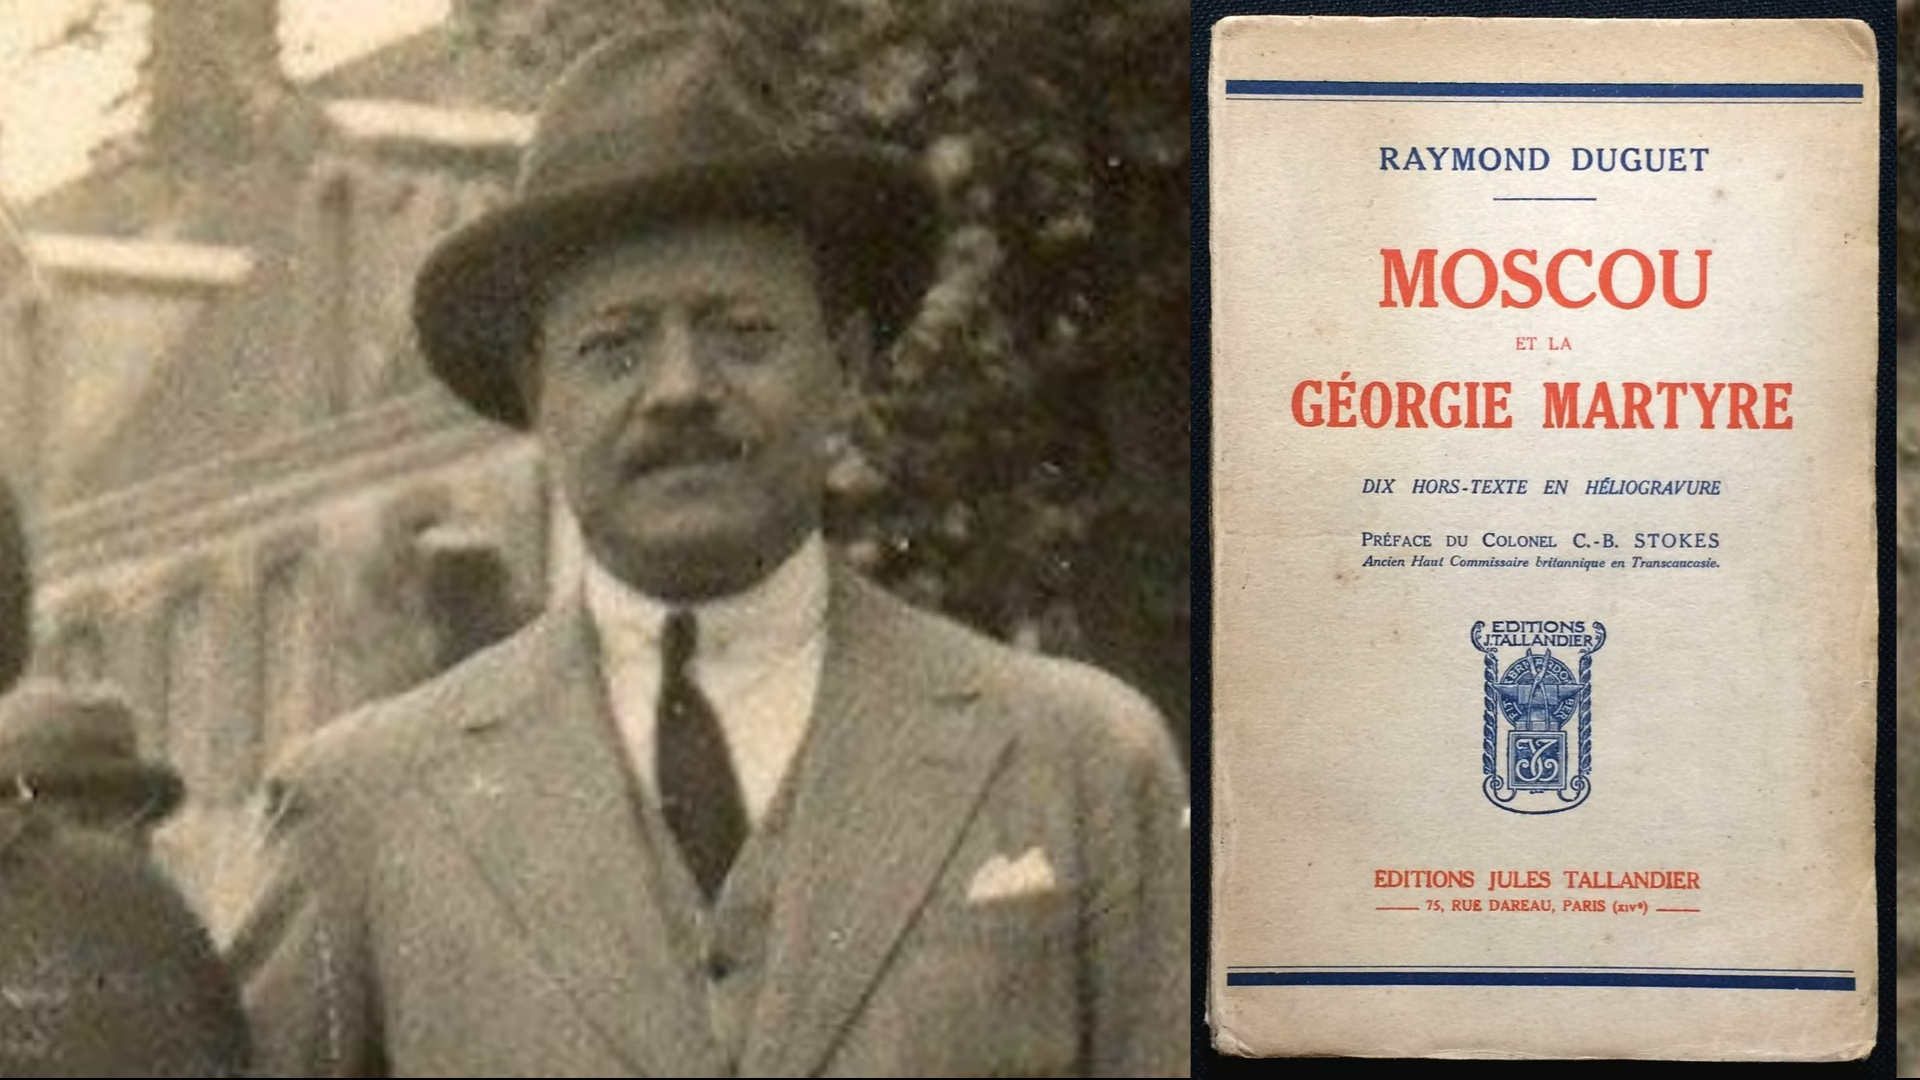 RAYMOND DUGUET
MOSCOU
ET LA
GÉORGIE MARTYRE
DIX HORS-TEXTE EN HÉLIOGRAVURE
PRÉFACE DU COLONEL C.-B. STOKES
Ancien Haut Commissaire britannique en Transcaucasie.
EDITIONS
J. TALLANDIER
EDITIONS JULES TALLANDIER
75, RUE DAREAU, PARIS (XIVe)